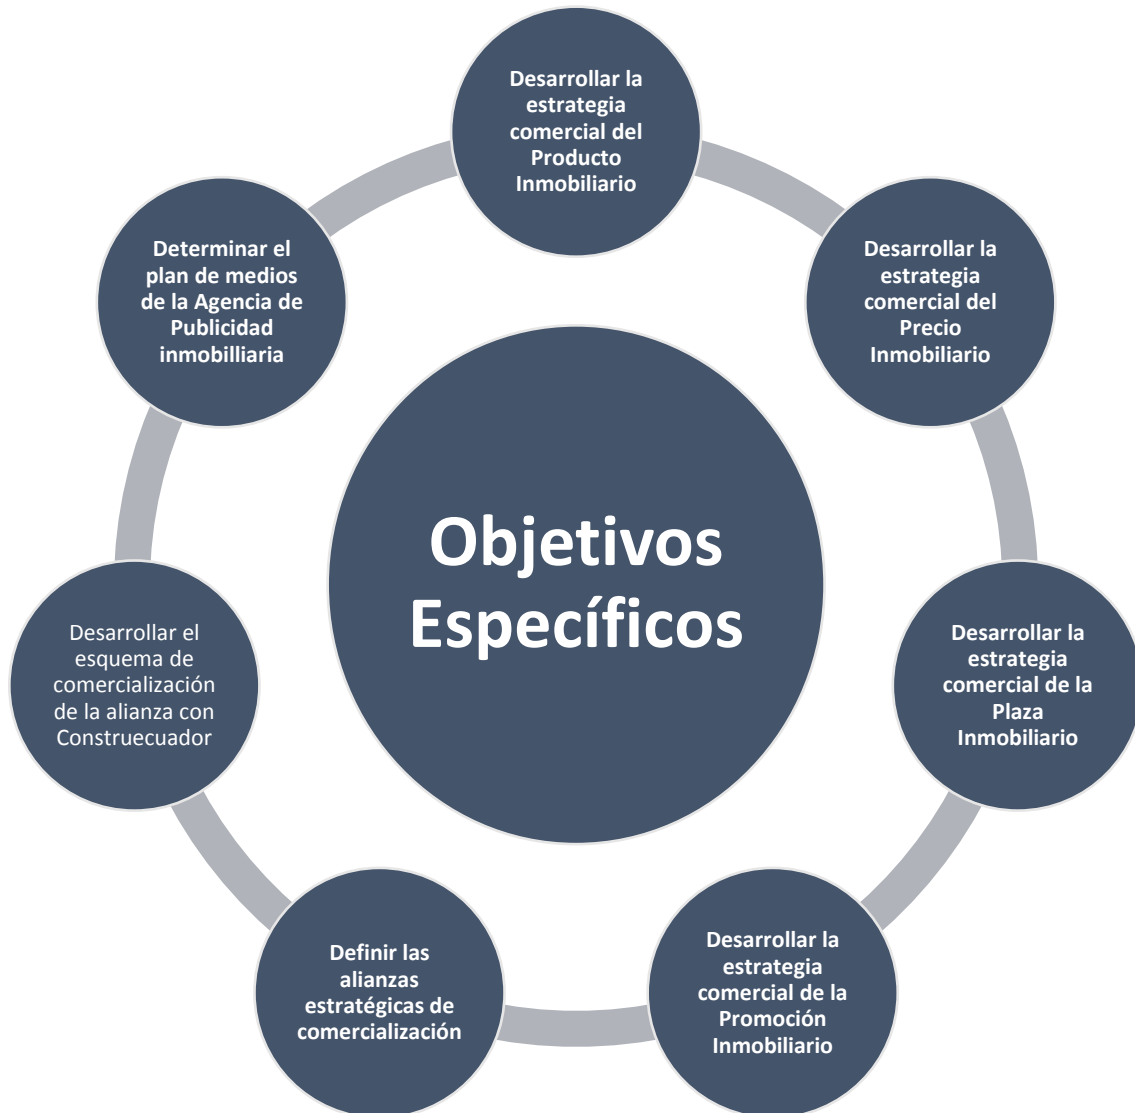 Desarrollar la
estrategia
comercial del
Producto
Inmobiliario
Desarrollar la
estrategia
comercial del
Precio
Inmobiliario
Desarrollar la
estrategia
comercial de la
Plaza
Inmobiliario
Desarrollar la
estrategia
comercial de la
Promoción
Inmobiliario
Definir las
alianzas
estratégicas de
comercialización
Desarrollar el
esquema de
comercialización
de la alianza con
Construecuador
Determinar el
plan de medios
de la Agencia de
Publicidad
inmobilliaria
Objetivos
Específicos